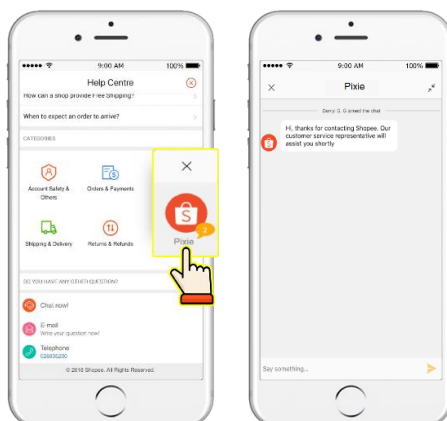 9:00 AM
100%
Help Centre
How can a shop provide Free Shipping?
When to expect an order to arrive?
CATEGORIES
Account Safety &
Others
Orders & Payments
Shipping & Delivery
Returns & Refunds
2
Pixie
DO YOU HAVE ANY OTHER QUESTION?
Chat now!
E-mail
Write your question now!
Telephone
© 2018 Shopee. All Rights Reserved.
9:00 AM
100%
Pixie
Hi, thanks for contacting Shopee. Our
customer service representative will
assist you shortly
Say something...